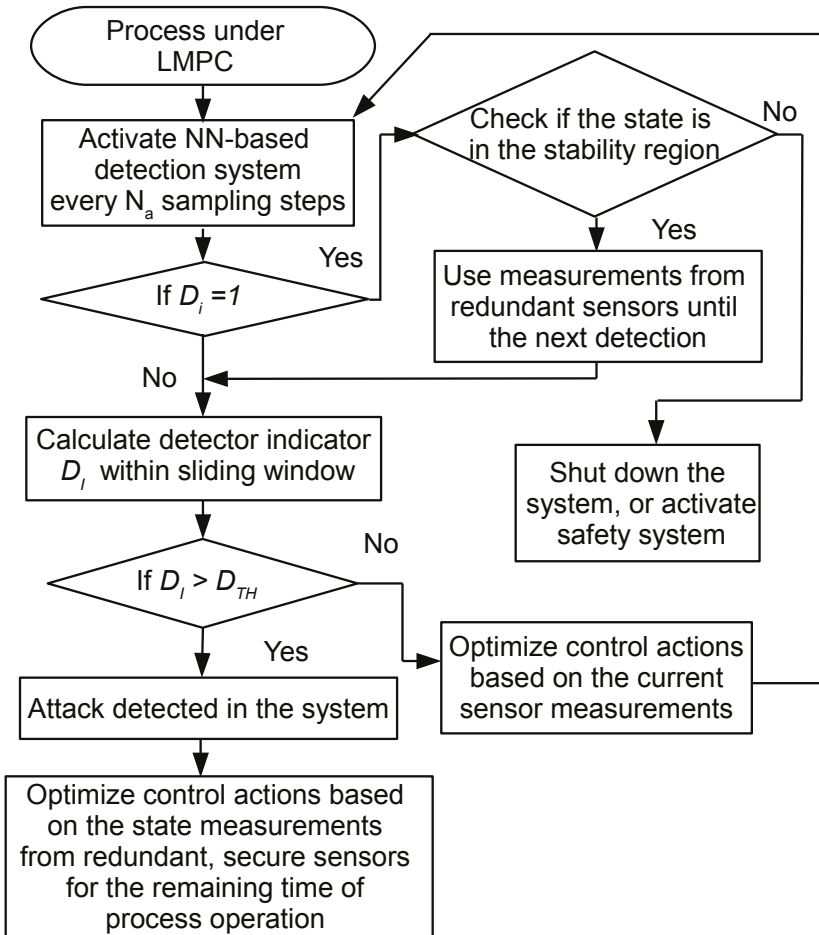 Process under
LMPC
Activate NN-based
detection system
every Nₐ sampling steps
Yes
If Dᵢ =1
No
Check if the state is
in the stability region
No
Yes
Use measurements from
redundant sensors until
the next detection
Shut down the
system, or activate
safety system
Calculate detector indicator
D_I within sliding window
If D_I > D_TH
No
Yes
Optimize control actions
based on the current
sensor measurements
Attack detected in the system
Optimize control actions based
on the state measurements
from redundant, secure sensors
for the remaining time of
process operation